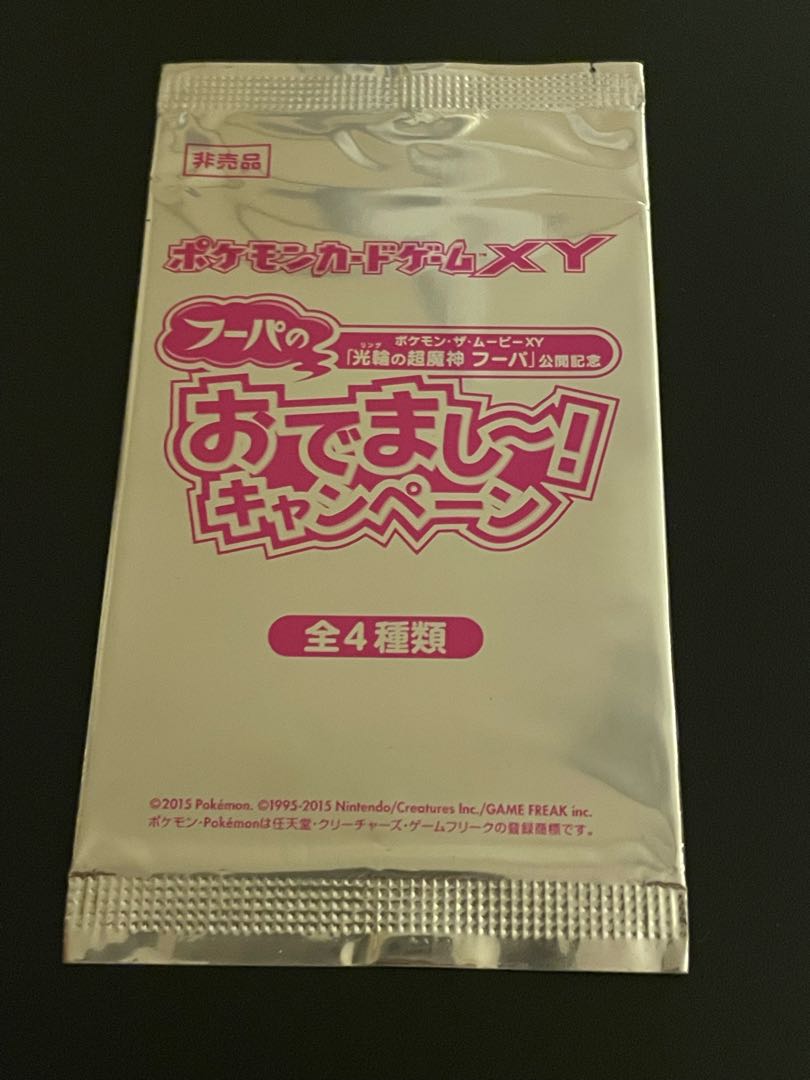 非売品
ポケモンカードゲーム™XY
フーパの
ポケモン・ザ・ムービーXY
リング
「光輪の超魔神 フーパ」公開記念
おでまし～！
キャンペーン
全4種類
©2015 Pokémon. ©1995-2015 Nintendo/Creatures Inc./GAME FREAK inc.
ポケモン・Pokémonは任天堂・クリーチャーズ・ゲームフリークの登録商標です。